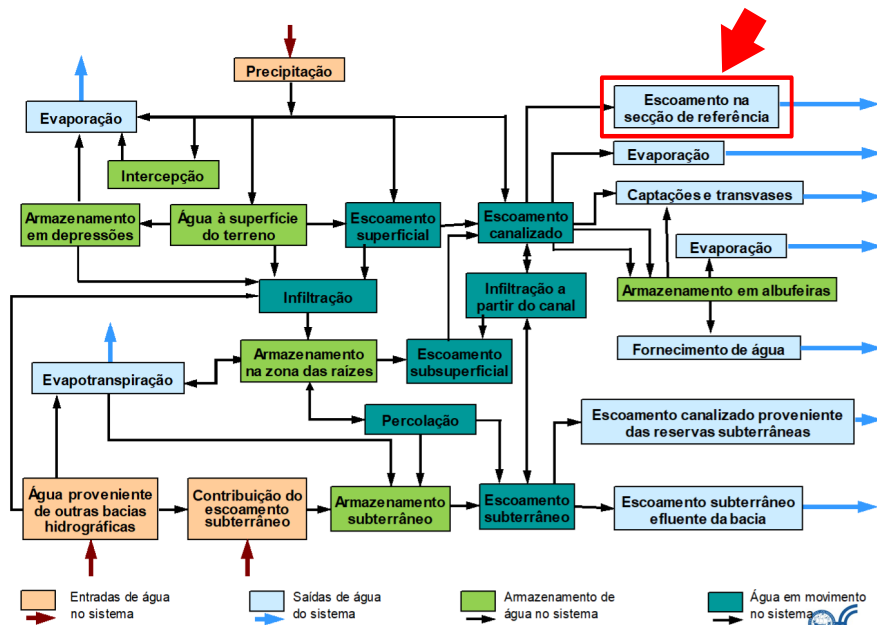 Precipitação
Escoamento na
secção de referência
Evaporação
Evaporação
Intercepção
Captações e transvases
Armazenamento
em depressões
Água à superfície
do terreno
Escoamento
superficial
Escoamento
canalizado
Evaporação
Infiltração
Infiltração a
partir do canal
Armazenamento em albufeiras
Evapotranspiração
Armazenamento
na zona das raízes
Escoamento
subsuperficial
Fornecimento de água
Percolação
Escoamento canalizado proveniente
das reservas subterrâneas
Água proveniente
de outras bacias
hidrográficas
Contribuição do
escoamento
subterrâneo
Armazenamento
subterrâneo
Escoamento
subterrâneo
Escoamento subterrâneo
efluente da bacia
Entradas de água
no sistema
Saídas de água
do sistema
Armazenamento de
água no sistema
Água em movimento
no sistema